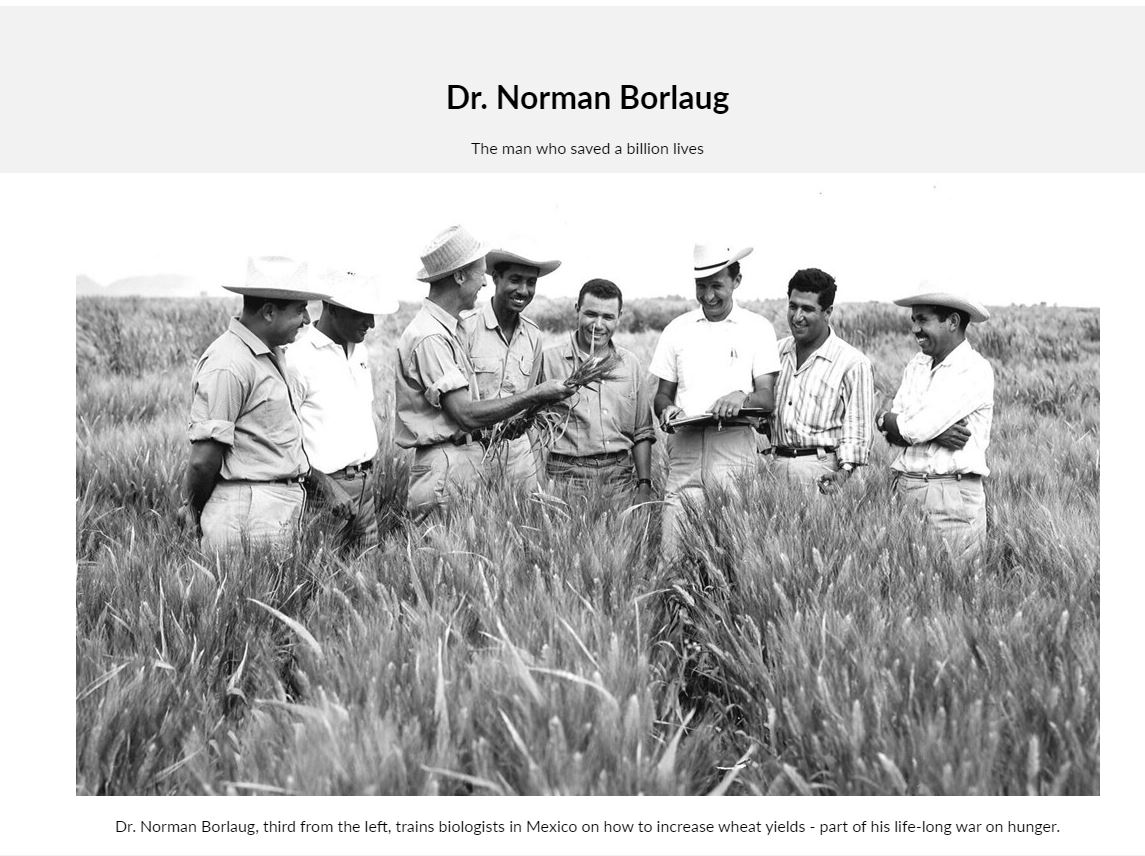 Dr. Norman Borlaug
The man who saved a billion lives
Dr. Norman Borlaug, third from the left, trains biologists in Mexico on how to increase wheat yields - part of his life-long war on hunger.